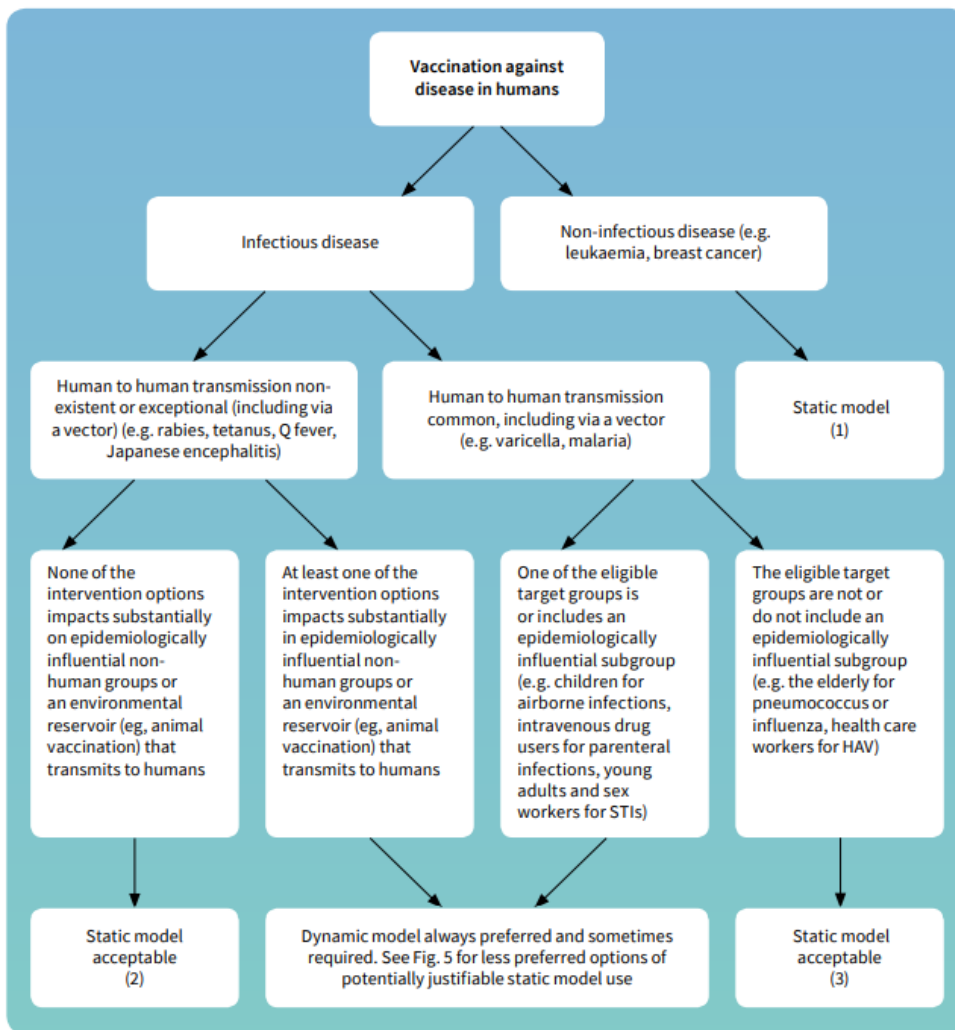 Vaccination against
disease in humans
Infectious disease
Non-infectious disease (e.g.
leukaemia, breast cancer)
Human to human transmission non-
existent or exceptional (including via
a vector) (e.g. rabies, tetanus, Q fever,
Japanese encephalitis)
Human to human transmission
common, including via a vector
(e.g. varicella, malaria)
Static model
(1)
None of the
intervention options
impacts substantially
on epidemiologically
influential non-
human groups or
an environmental
reservoir (eg, animal
vaccination) that
transmits to humans
At least one of the
intervention options
impacts substantially
in epidemiologically
influential non-
human groups or
an environmental
reservoir (eg, animal
vaccination) that
transmits to humans
One of the eligible
target groups is
or includes an
epidemiologically
influential subgroup
(e.g. children for
airborne infections,
intravenous drug
users for parenteral
infections, young
adults and sex
workers for STIs)
The eligible target
groups are not or
do not include an
epidemiologically
influential subgroup
(e.g. the elderly for
pneumococcus or
influenza, health care
workers for HAV)
Static model
acceptable
(2)
Dynamic model always preferred and sometimes
required. See Fig. 5 for less preferred options of
potentially justifiable static model use
Static model
acceptable
(3)